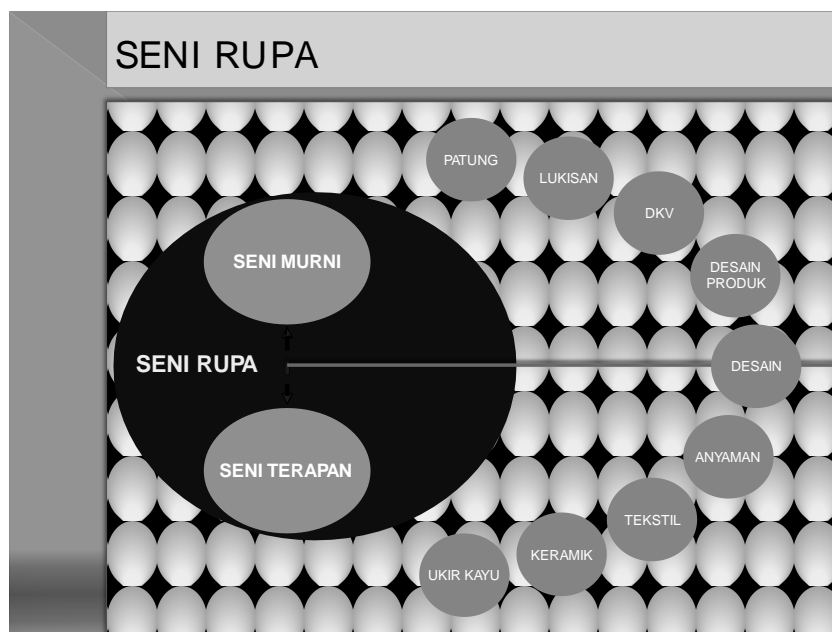 SENI RUPA
PATUNG
LUKISAN
DKV
SENI MURNI
DESAIN
PRODUK
SENI RUPA
DESAIN
ANYAMAN
SENI TERAPAN
TEKSTIL
KERAMIK
UKIR KAYU